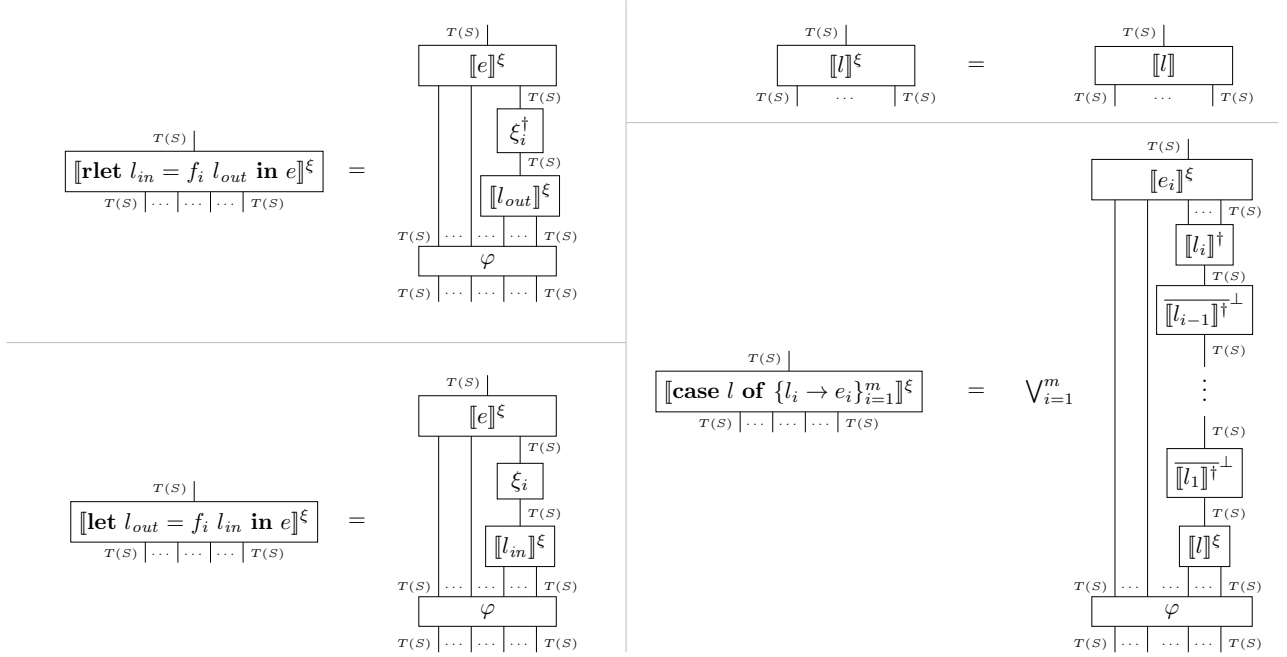 T(S)
⟦e⟧^ξ
T(S)
ξ_i^†
T(S)
⟦l_out⟧^ξ
T(S) ... ... ... T(S)
φ
T(S) ... ... ... T(S)
T(S)
⟦rlet l_in = f_i l_out in e⟧^ξ =
T(S) ... ... ... T(S)
T(S)
⟦e⟧^ξ
T(S)
ξ_i
T(S)
⟦l_in⟧^ξ
T(S) ... ... ... T(S)
φ
T(S) ... ... ... T(S)
T(S)
⟦let l_out = f_i l_in in e⟧^ξ =
T(S) ... ... ... T(S)
T(S) T(S)
⟦l⟧^ξ = ⟦l⟧
T(S) ... T(S) T(S) ... T(S)
T(S)
⟦e_i⟧^ξ
...
⟦l_i⟧^†
T(S)
\overline{⟦l_{i-1}⟧^†}^⊥
T(S)
T(S)
⟦case l of {l_i → e_i}_{i=1}^m⟧^ξ = ⋁_{i=1}^m ⋮
T(S) ... ... ... T(S)
T(S)
\overline{⟦l_1⟧^†}^⊥
T(S)
⟦l⟧^ξ
T(S) ... ... ... T(S)
φ
T(S) ... ... ... T(S)